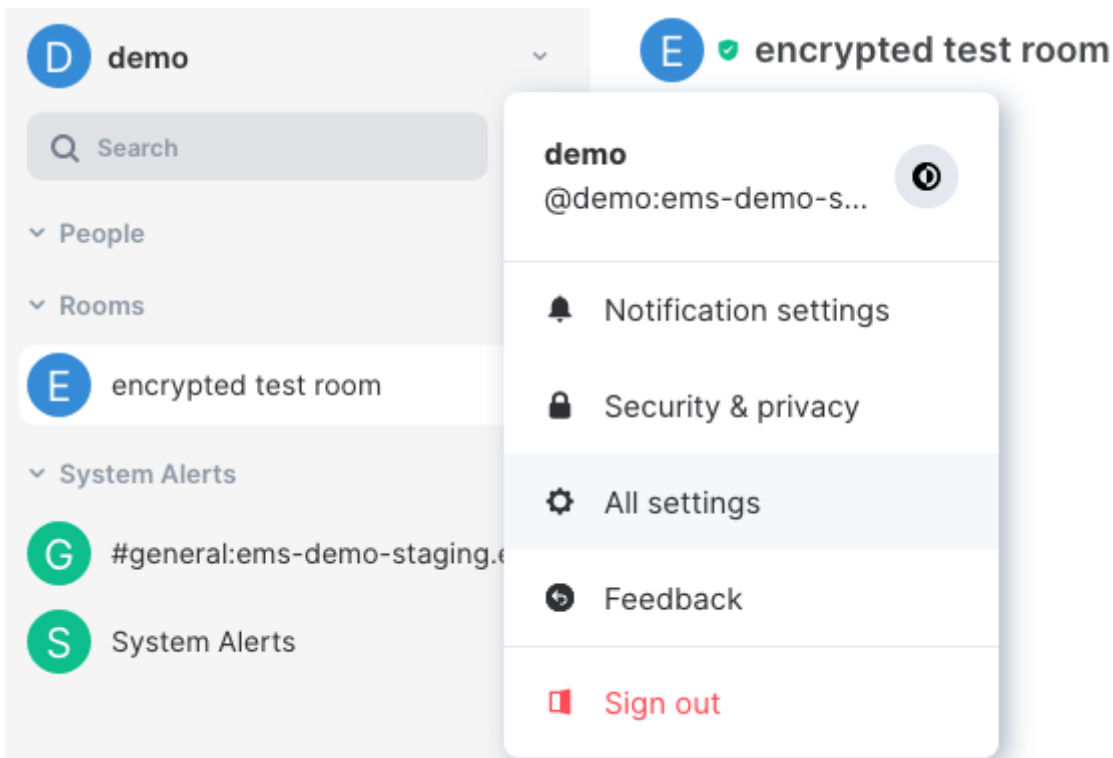 D demo
E encrypted test room
Search
demo
@demo:ems-demo-s...
People
Rooms
E encrypted test room
System Alerts
G #general:ems-demo-staging.
S System Alerts
Notification settings
Security & privacy
All settings
Feedback
Sign out